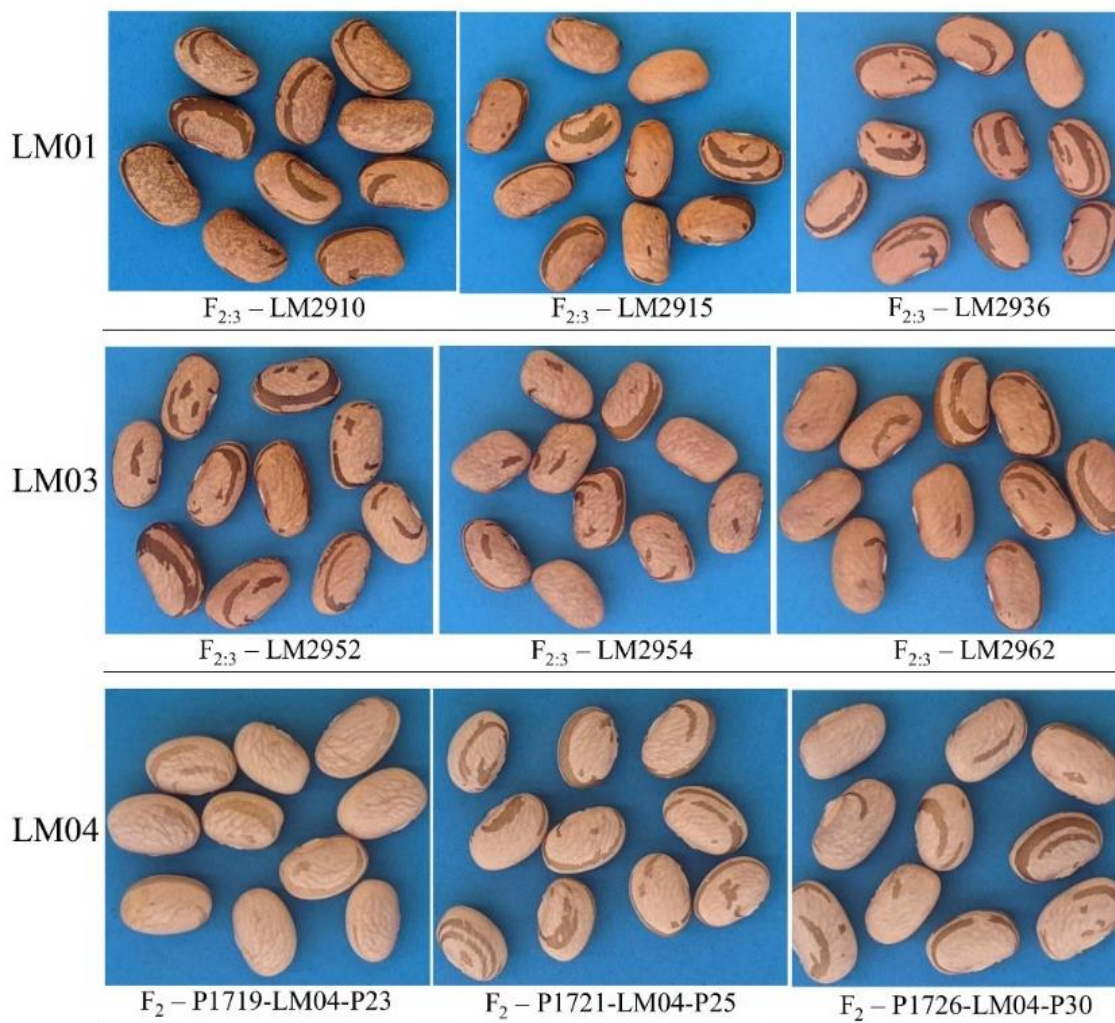 LM01
F2:3 – LM2910
F2:3 – LM2915
F2:3 – LM2936
LM03
F2:3 – LM2952
F2:3 – LM2954
F2:3 – LM2962
LM04
F2 – P1719-LM04-P23
F2 – P1721-LM04-P25
F2 – P1726-LM04-P30